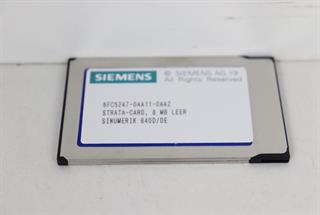 SIEMENS
© SIEMENS AG 19
All Rights Reserved
6FC5247-0AA11-0AA2
STRATA-CARD, 8 MB LEER
SINUMERIK 840D/DE